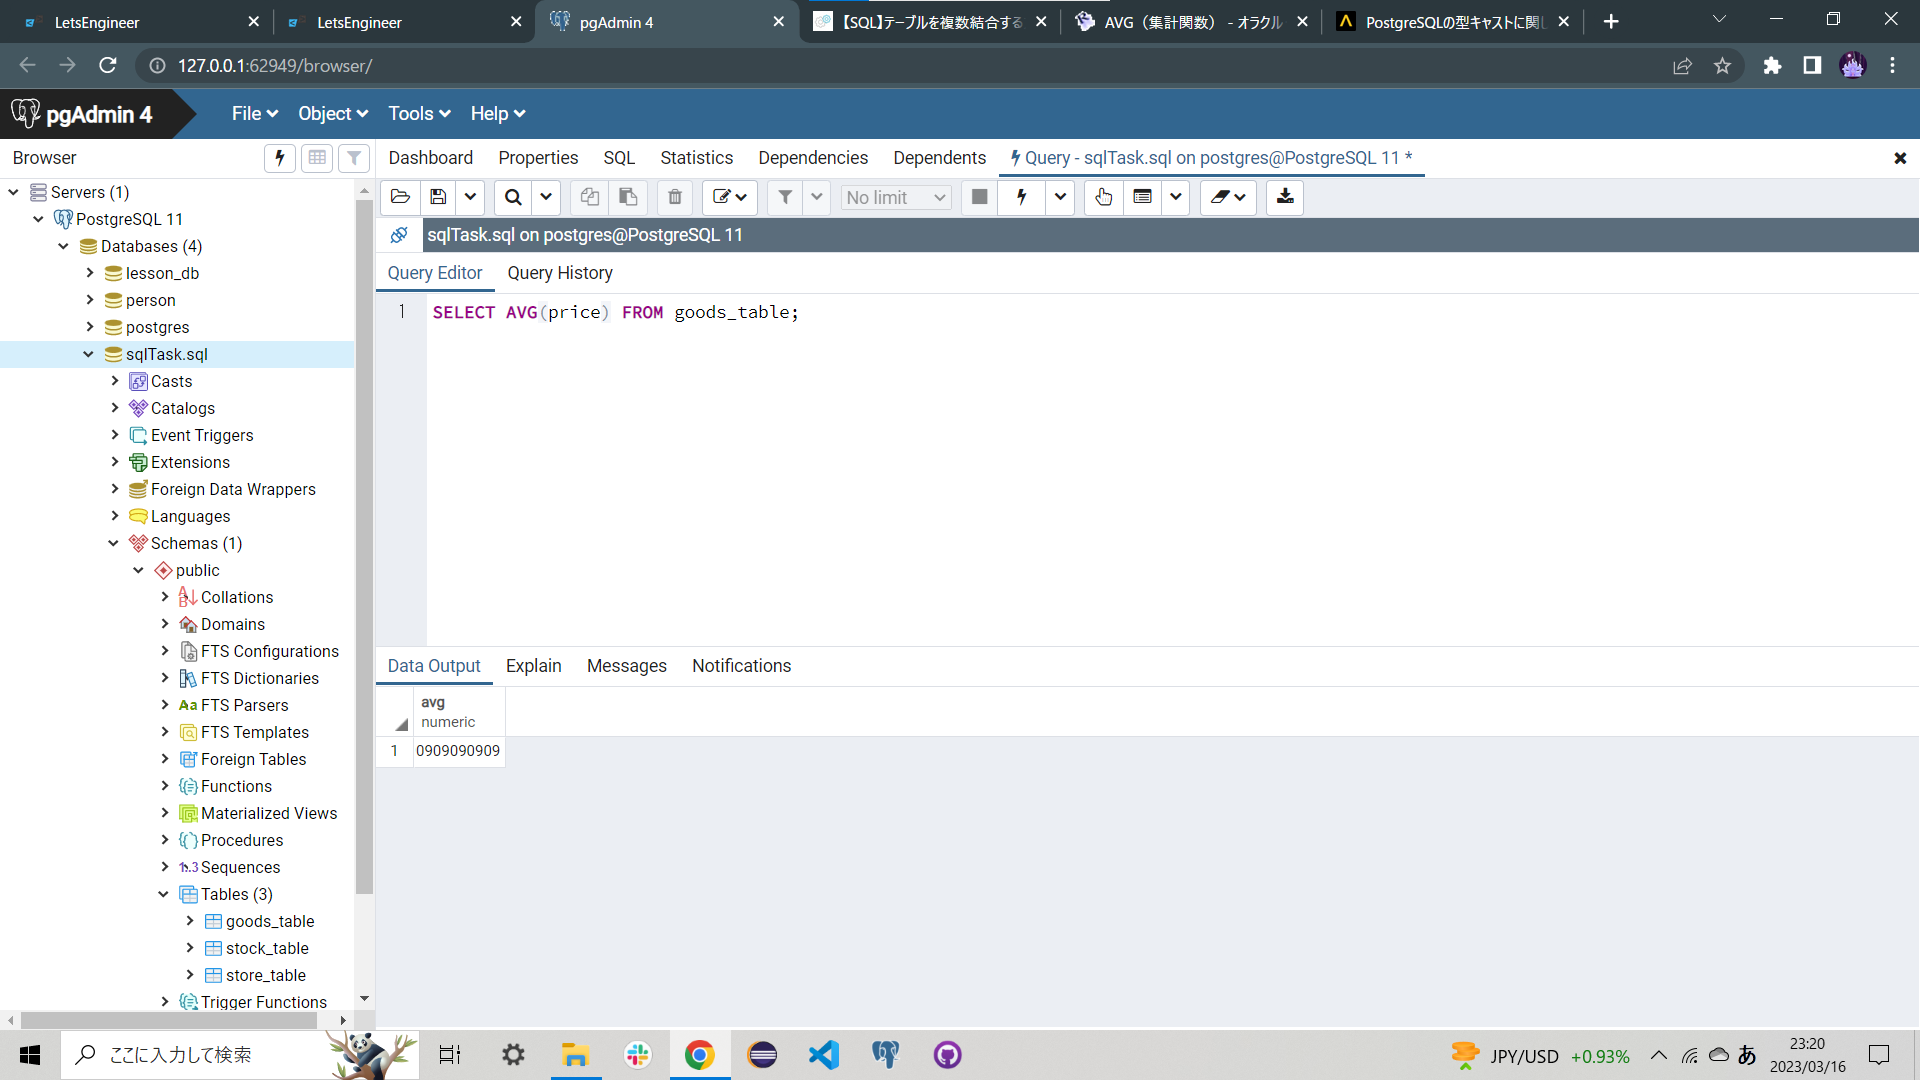 LetsEngineer
LetsEngineer
pgAdmin 4
【SQL】テーブルを複数結合する
AVG（集計関数） - オラクル
PostgreSQLの型キャストに関し
127.0.0.1:62949/browser/
pgAdmin 4
File
Object
Tools
Help
Browser
Dashboard
Properties
SQL
Statistics
Dependencies
Dependents
Query - sqlTask.sql on postgres@PostgreSQL 11 *
Servers (1)
PostgreSQL 11
Databases (4)
lesson_db
person
postgres
sqlTask.sql
Casts
Catalogs
Event Triggers
Extensions
Foreign Data Wrappers
Languages
Schemas (1)
public
Collations
Domains
FTS Configurations
FTS Dictionaries
Aa FTS Parsers
FTS Templates
Foreign Tables
Functions
Materialized Views
Procedures
1..3 Sequences
Tables (3)
goods_table
stock_table
store_table
Trigger Functions
No limit
sqlTask.sql on postgres@PostgreSQL 11
Query Editor
Query History
1
SELECT AVG(price) FROM goods_table;
Data Output
Explain
Messages
Notifications
avg
numeric
1
0909090909
ここに入力して検索
JPY/USD +0.93%
あ
23:20
2023/03/16